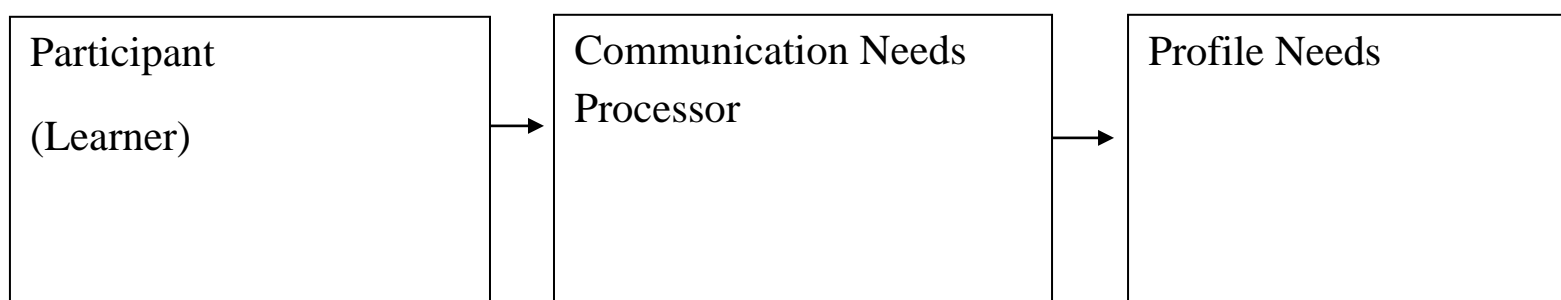 Participant
(Learner)
Communication Needs
Processor
Profile Needs